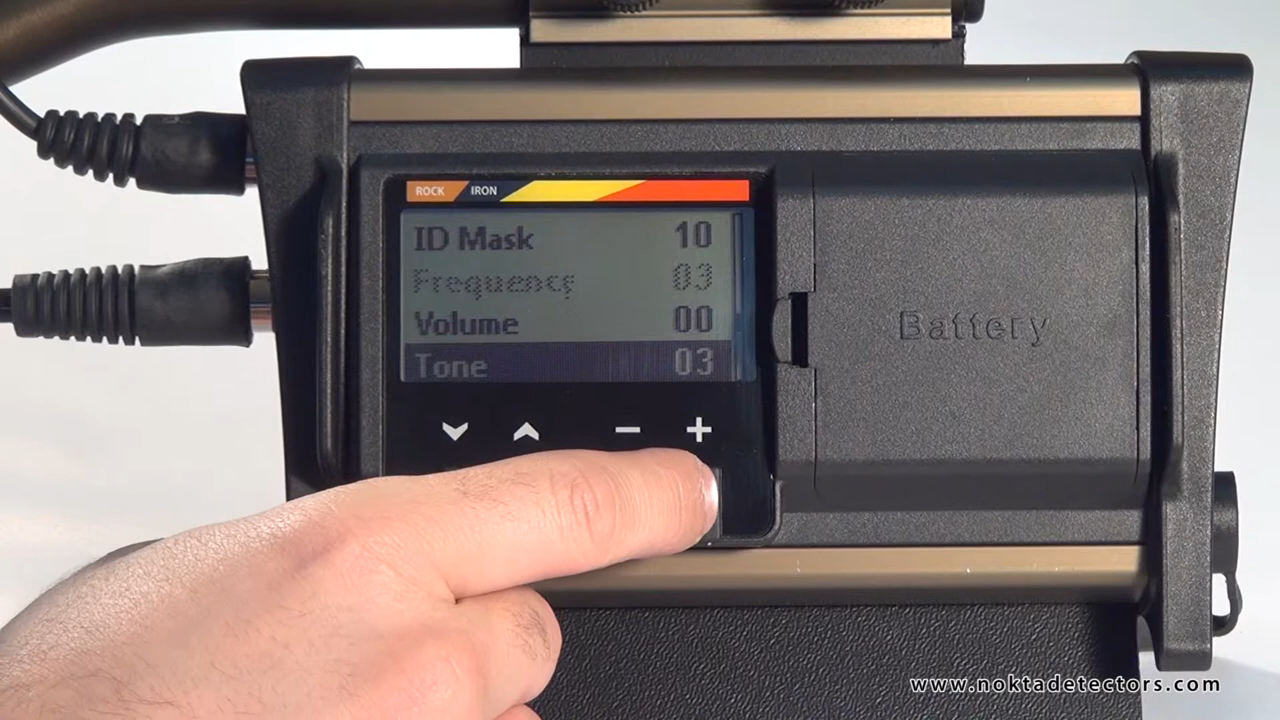 ROCK IRON
ID Mask 10
Frequency 03
Volume 00
Tone 03
Battery
www.noktadetectors.com